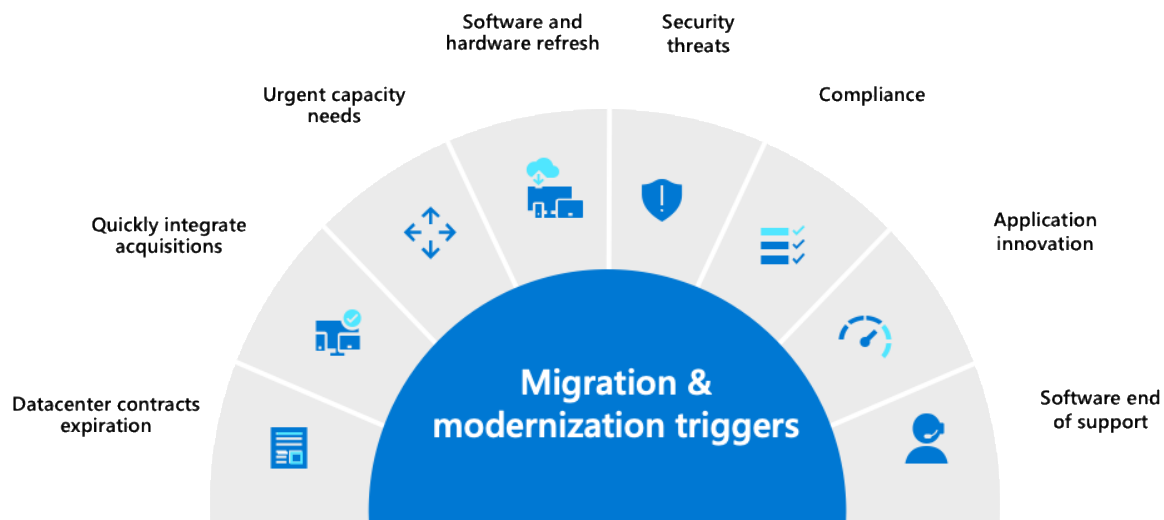 Software and
hardware refresh
Security
threats
Urgent capacity
needs
Compliance
Quickly integrate
acquisitions
Application
innovation
Datacenter contracts
expiration
Software end
of support
Migration &
modernization triggers